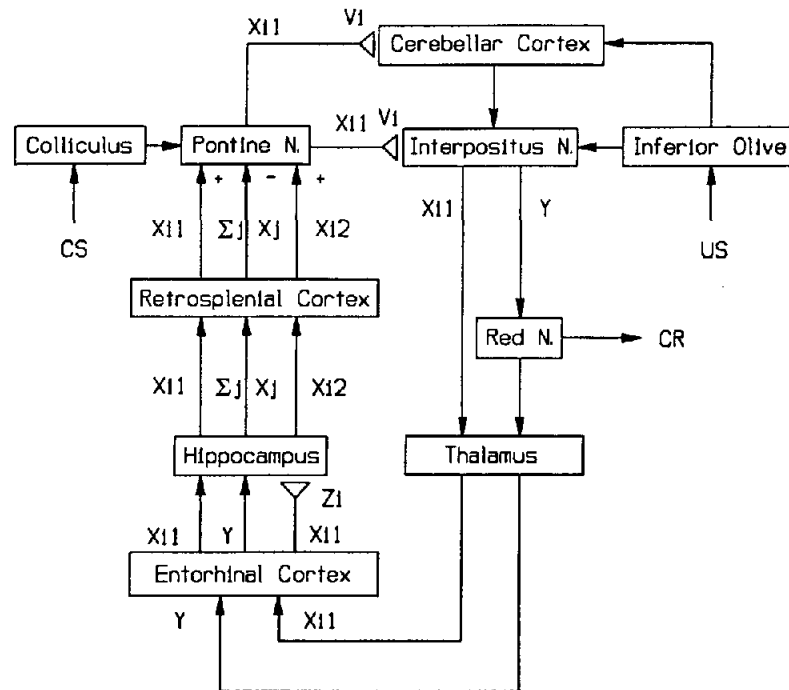 Xi1 Vi
Cerebellar Cortex
Xi1 Vi
Colliculus Pontine N. Interpositus N. Inferior Olive
+ - +
Xi1 Y
CS Xi1 Σj Xj Xi2 US
Retrosplenial Cortex
Red N. CR
Xi1 Σj Xj Xi2
Hippocampus Thalamus
Zi
Xi1 Y Xi1
Entorhinal Cortex
Y Xi1